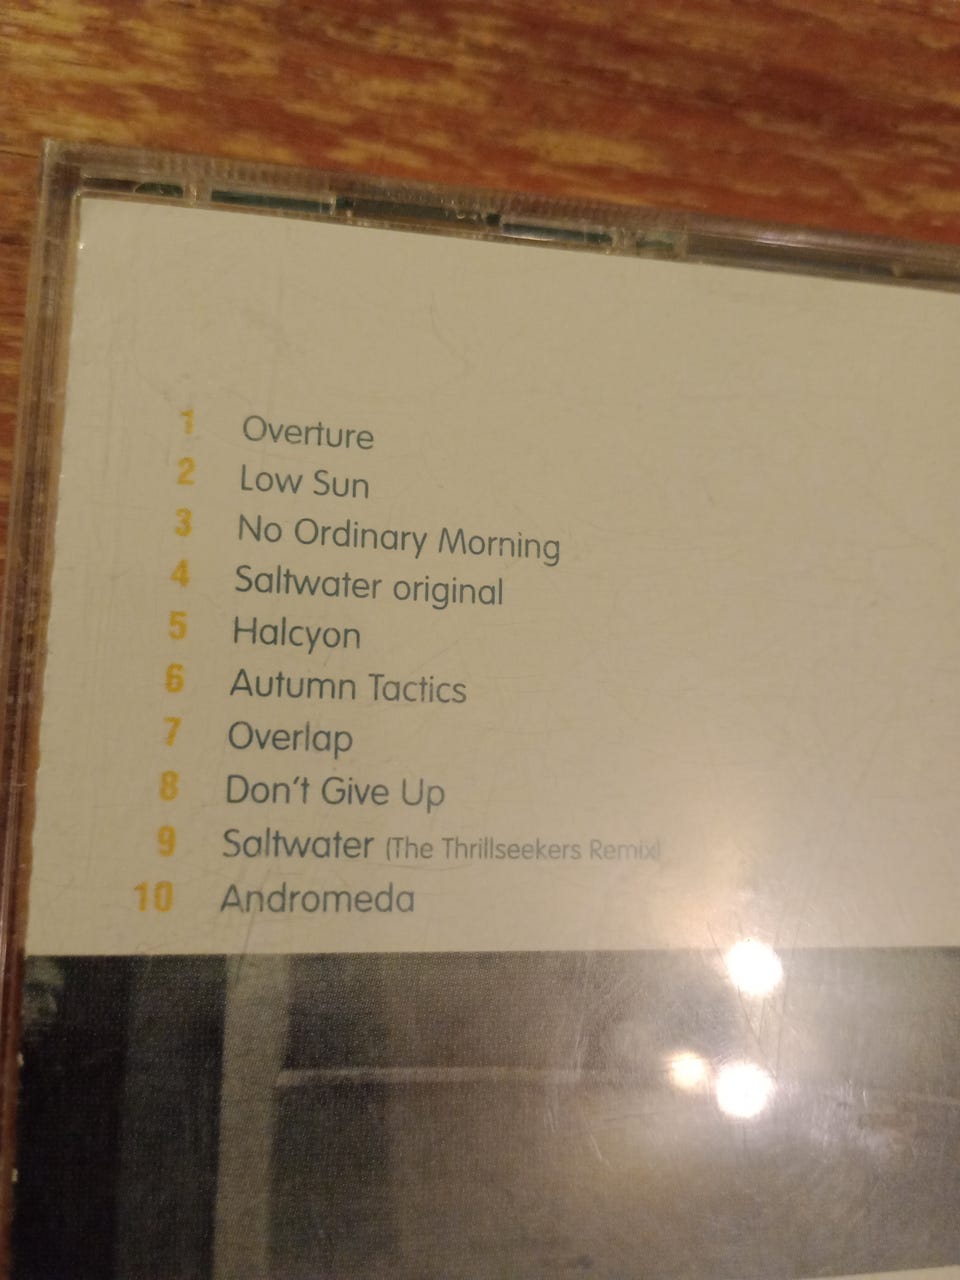 1 Overture
2 Low Sun
3 No Ordinary Morning
4 Saltwater original
5 Halcyon
6 Autumn Tactics
7 Overlap
8 Don't Give Up
9 Saltwater (The Thrillseekers Remix)
10 Andromeda